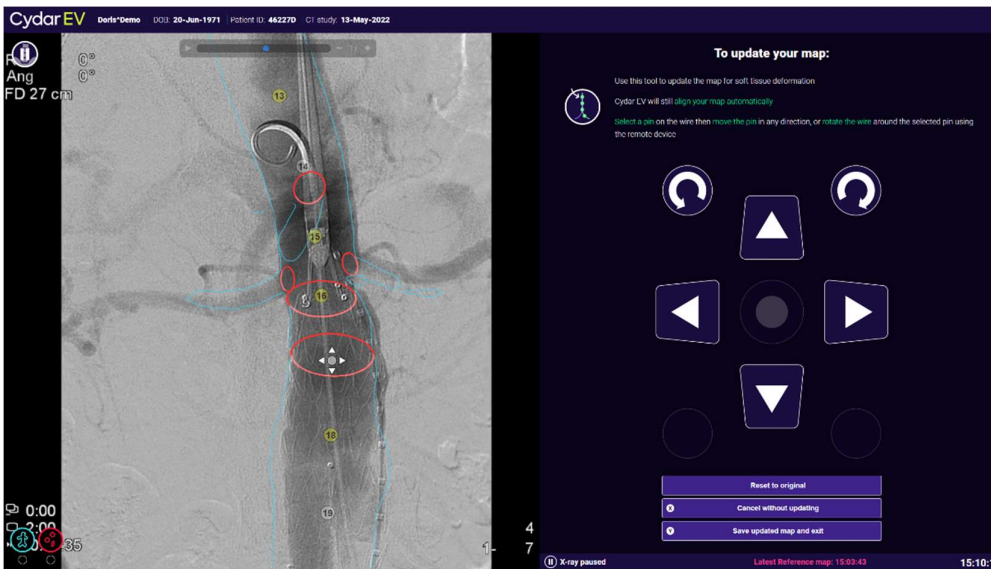 Cydar EV Doris*Demo DOB: 20-Jun-1971 Patient ID: 46227D CT study: 13-May-2022
0°
Ang 0°
FD 27 cm
13
14
15
16
18
19
0:00
2:00
35
4
7
To update your map:
Use this tool to update the map for soft tissue deformation
Cydar EV will still align your map automatically
Select a pin on the wire then move the pin in any direction, or rotate the wire around the selected pin using
the remote device
Reset to original
X Cancel without updating
Y Save updated map and exit
X-ray paused Latest Reference map: 15:03:43